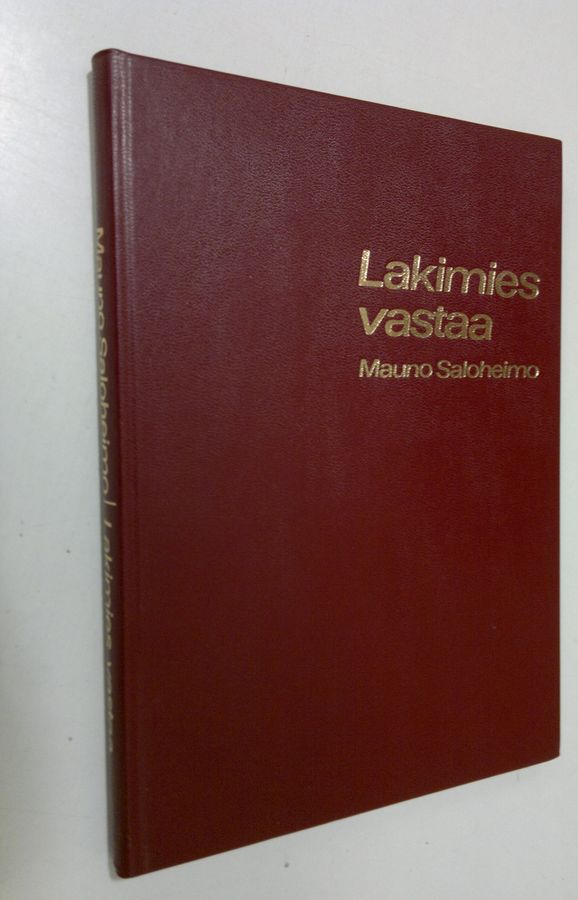 Lakimies
vastaa
Mauno Saloheimo
Mauno Saloheimo | Lakimies vastaa